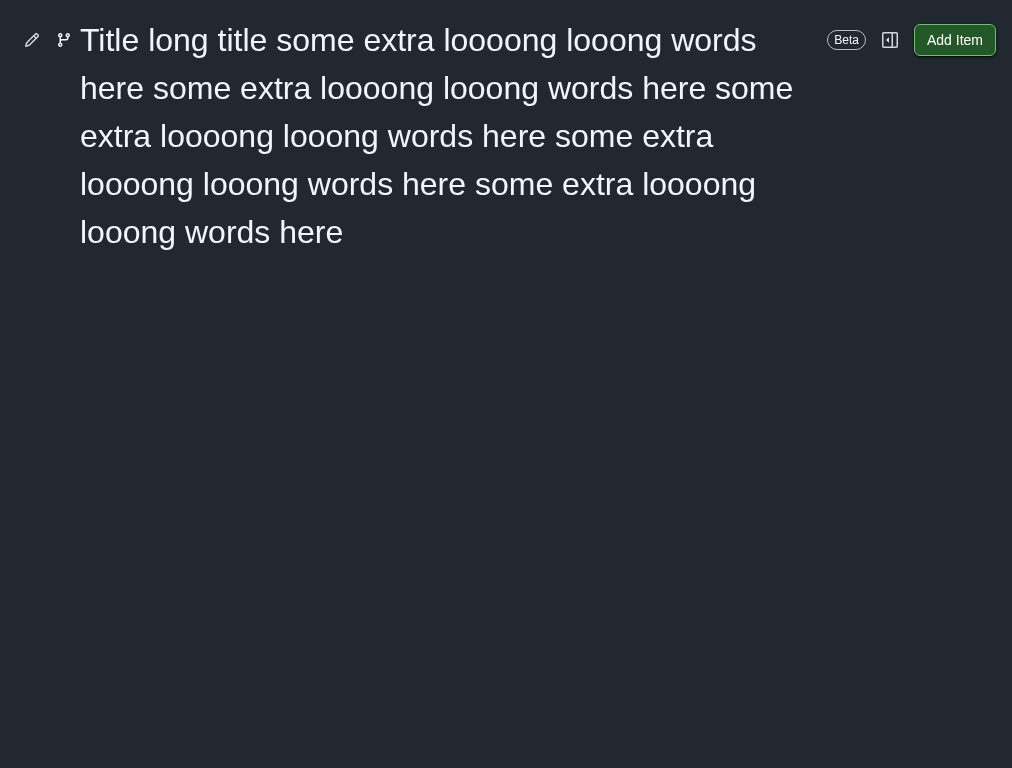 Title long title some extra loooong looong words
here some extra loooong looong words here some
extra loooong looong words here some extra
loooong looong words here some extra loooong
looong words here
Beta
Add Item